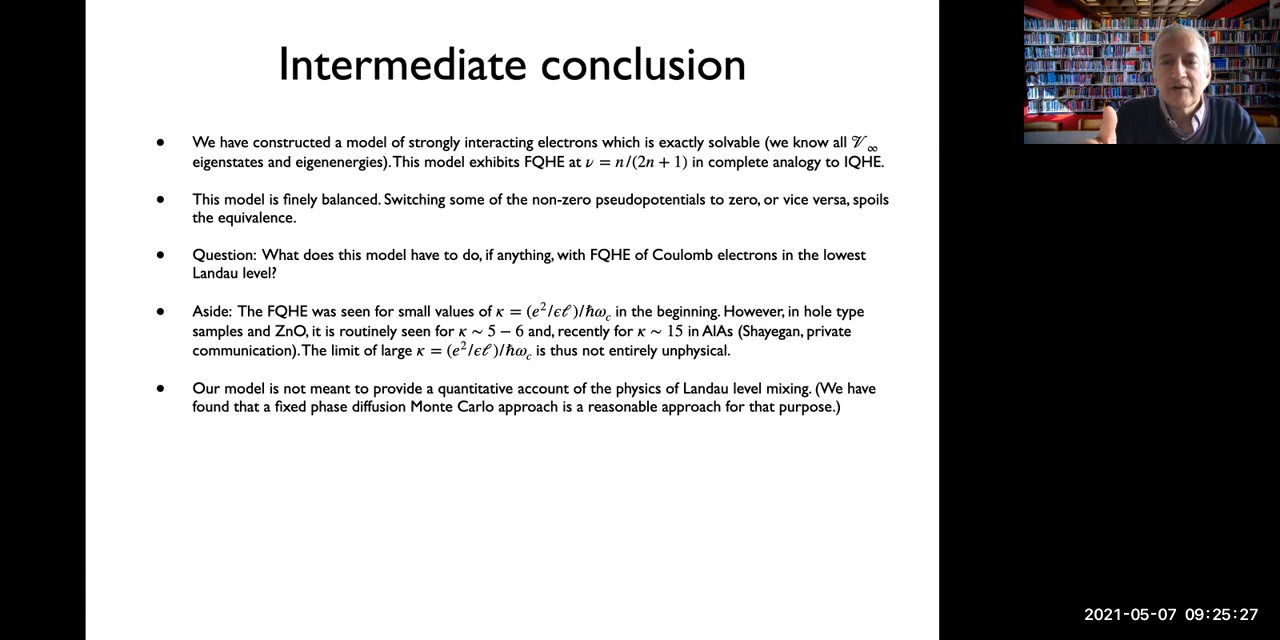 Intermediate conclusion
• We have constructed a model of strongly interacting electrons which is exactly solvable (we know all 𝒱∞
eigenstates and eigenenergies). This model exhibits FQHE at ν = n/(2n + 1) in complete analogy to IQHE.
• This model is finely balanced. Switching some of the non-zero pseudopotentials to zero, or vice versa, spoils
the equivalence.
• Question: What does this model have to do, if anything, with FQHE of Coulomb electrons in the lowest
Landau level?
• Aside: The FQHE was seen for small values of κ = (e²/ϵℓ)/ℏω_c in the beginning. However, in hole type
samples and ZnO, it is routinely seen for κ ∼ 5 − 6 and, recently for κ ∼ 15 in AlAs (Shayegan, private
communication). The limit of large κ = (e²/ϵℓ)/ℏω_c is thus not entirely unphysical.
• Our model is not meant to provide a quantitative account of the physics of Landau level mixing. (We have
found that a fixed phase diffusion Monte Carlo approach is a reasonable approach for that purpose.)
2021-05-07 09:25:27